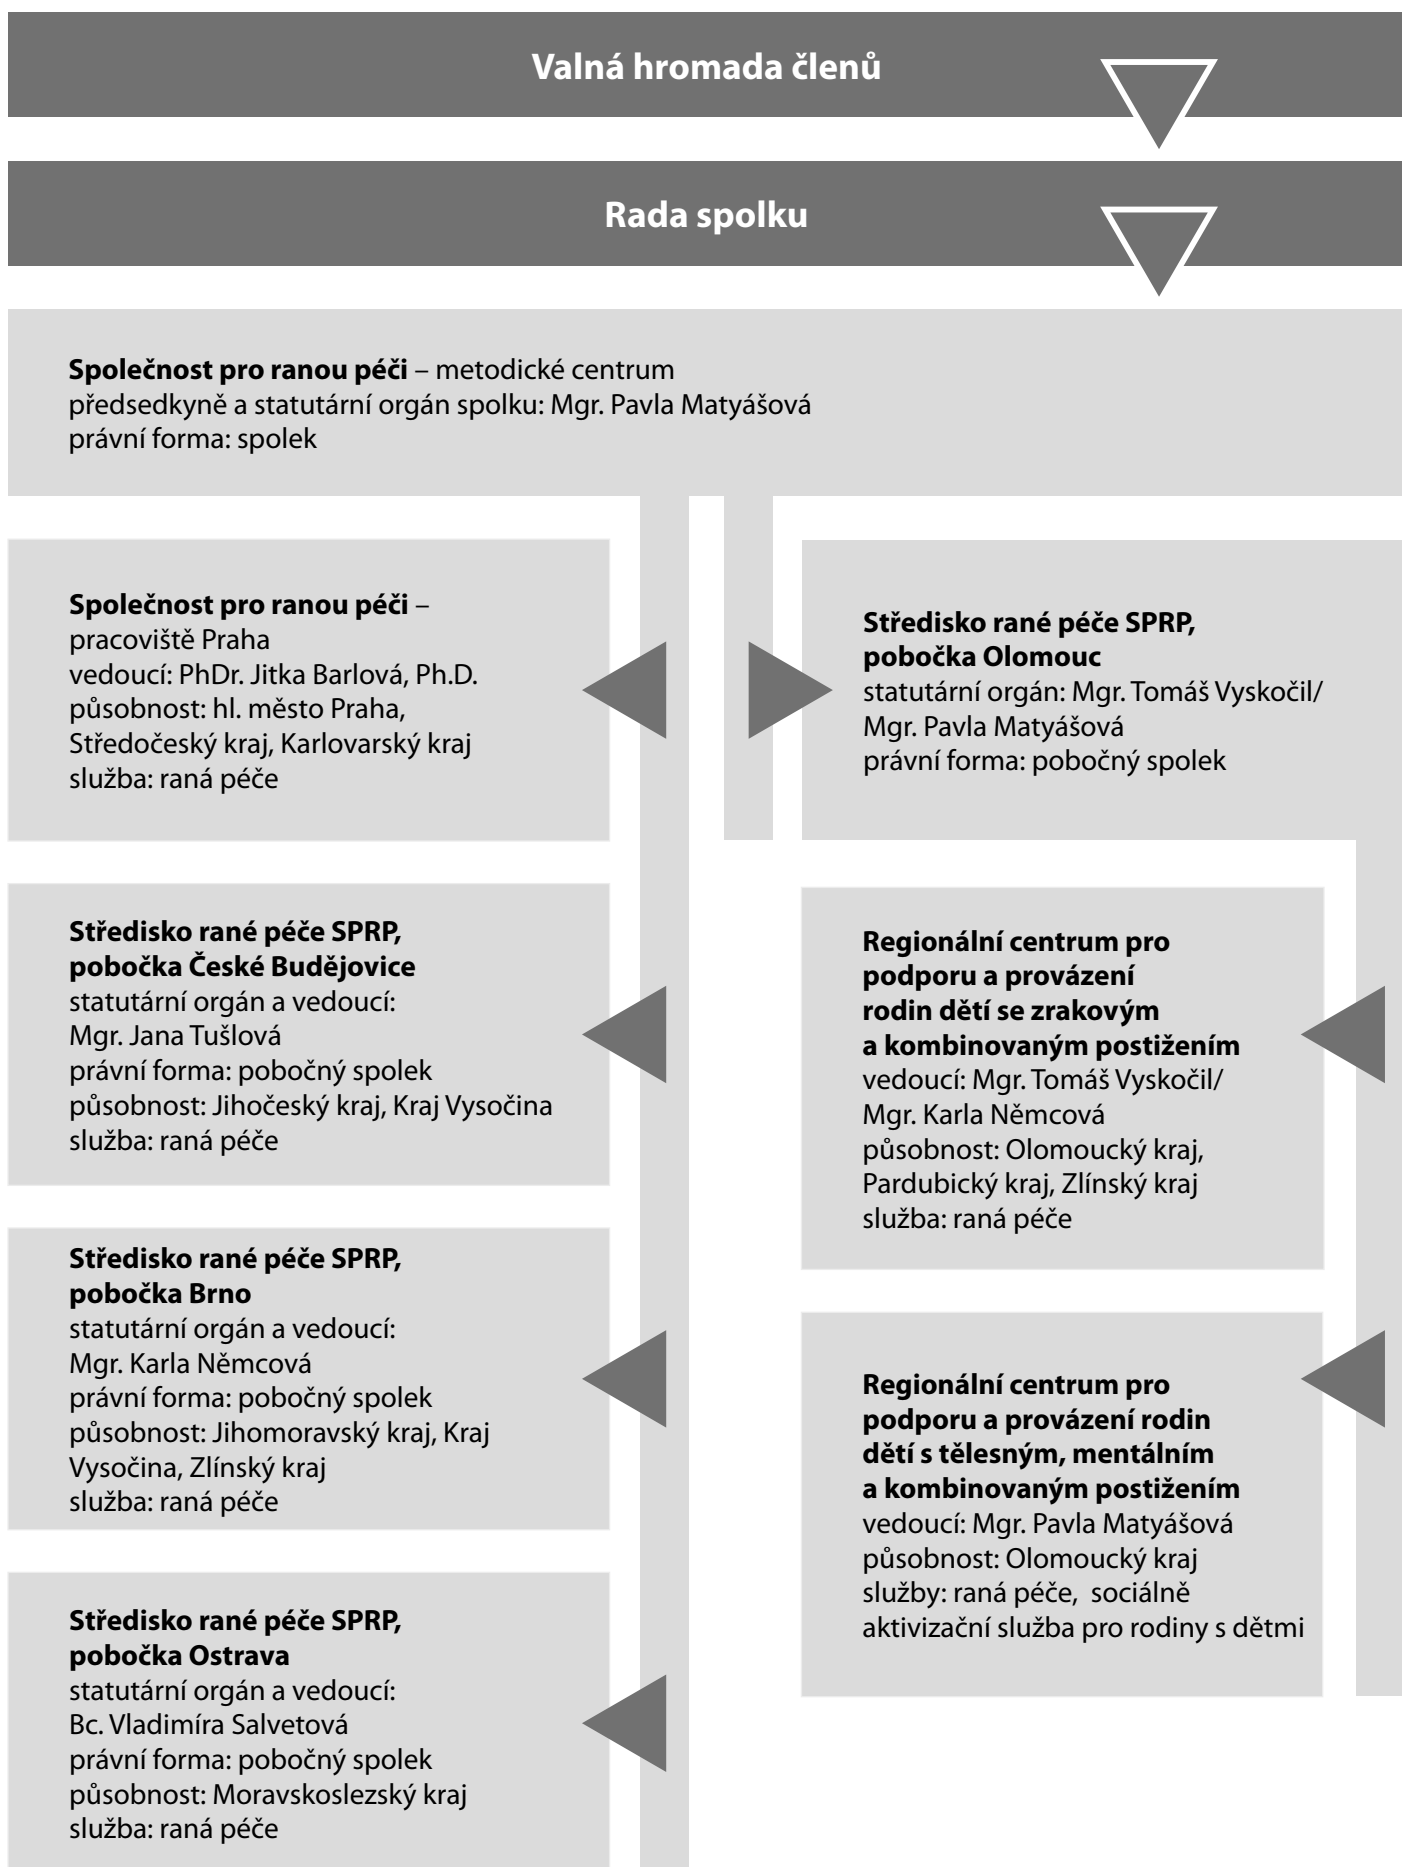 Valná hromada členů
Rada spolku
Společnost pro ranou péči – metodické centrum
předsedkyně a statutární orgán spolku: Mgr. Pavla Matyášová
právní forma: spolek
Společnost pro ranou péči –
pracoviště Praha
vedoucí: PhDr. Jitka Barlová, Ph.D.
působnost: hl. město Praha,
Středočeský kraj, Karlovarský kraj
služba: raná péče
Středisko rané péče SPRP,
pobočka České Budějovice
statutární orgán a vedoucí:
Mgr. Jana Tušlová
právní forma: pobočný spolek
působnost: Jihočeský kraj, Kraj Vysočina
služba: raná péče
Středisko rané péče SPRP,
pobočka Brno
statutární orgán a vedoucí:
Mgr. Karla Němcová
právní forma: pobočný spolek
působnost: Jihomoravský kraj, Kraj
Vysočina, Zlínský kraj
služba: raná péče
Středisko rané péče SPRP,
pobočka Ostrava
statutární orgán a vedoucí:
Bc. Vladimíra Salvetová
právní forma: pobočný spolek
působnost: Moravskoslezský kraj
služba: raná péče
Středisko rané péče SPRP,
pobočka Olomouc
statutární orgán: Mgr. Tomáš Vyskočil/
Mgr. Pavla Matyášová
právní forma: pobočný spolek
Regionální centrum pro
podporu a provázení
rodin dětí se zrakovým
a kombinovaným postižením
vedoucí: Mgr. Tomáš Vyskočil/
Mgr. Karla Němcová
působnost: Olomoucký kraj,
Pardubický kraj, Zlínský kraj
služba: raná péče
Regionální centrum pro
podporu a provázení rodin
dětí s tělesným, mentálním
a kombinovaným postižením
vedoucí: Mgr. Pavla Matyášová
působnost: Olomoucký kraj
služby: raná péče, sociálně
aktivizační služba pro rodiny s dětmi